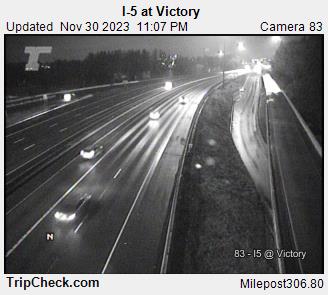 I-5 at Victory
Updated Nov 30 2023 11:07 PM Camera 83
N
83 - I5 @ Victory
TripCheck.com Milepost306.80